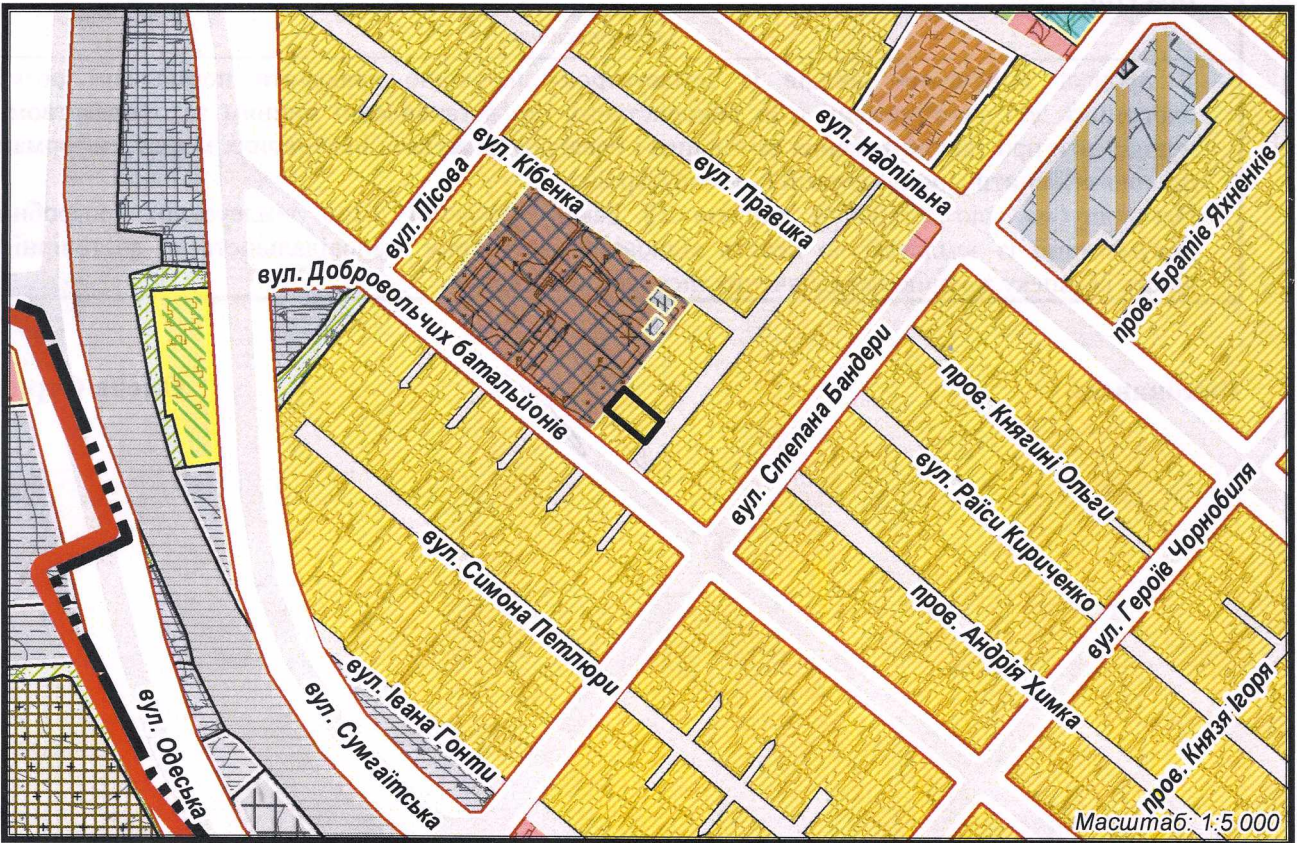 вул. Надпільна
вул. Кібенка
вул. Правика
вул. Лісова
пров. Братів Яхненків
вул. Добровольчих батальйонів
вул. Степана Бандери
пров. Княгині Ольги
вул. Раїси Кириченко
вул. Героїв Чорнобиля
вул. Симона Петлюри
пров. Андрія Химка
вул. Івана Гонти
вул. Сумгаїтська
вул. Одеська
пров. Князя Ігоря
Масштаб: 1:5 000